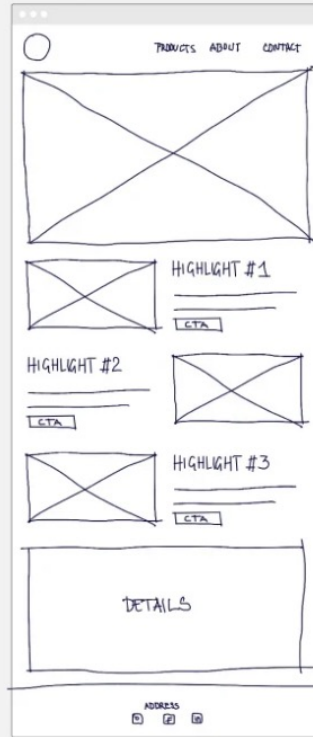 PRODUCTS ABOUT CONTACT
HIGHLIGHT #1
CTA
HIGHLIGHT #2
CTA
HIGHLIGHT #3
CTA
DETAILS
ADDRESS